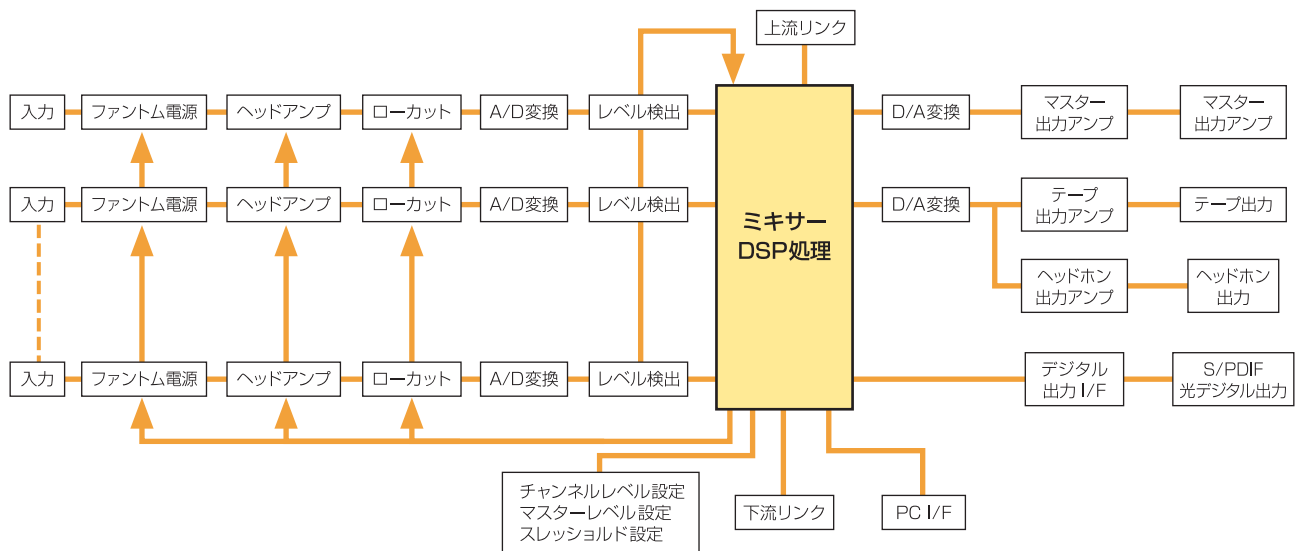 上流リンク
入力
ファントム電源
ヘッドアンプ
ローカット
A/D変換
レベル検出
D/A変換
マスター
出力アンプ
マスター
出力アンプ
入力
ファントム電源
ヘッドアンプ
ローカット
A/D変換
レベル検出
ミキサー
DSP処理
D/A変換
テープ
出力アンプ
テープ出力
ヘッドホン
出力アンプ
ヘッドホン
出力
入力
ファントム電源
ヘッドアンプ
ローカット
A/D変換
レベル検出
デジタル
出力 I/F
S/PDIF
光デジタル出力
チャンネルレベル設定
マスターレベル設定
スレッショルド設定
下流リンク
PC I/F